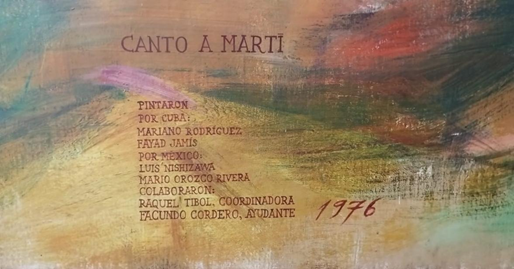 CANTO A MARTÍ
PINTARON
POR CUBA:
MARIANO RODRÍGUEZ
FAYAD JAMÍS
POR MÉXICO:
LUIS NISHIZAWA
MARIO OROZCO RIVERA
COLABORARON:
RAQUEL TIBOL, COORDINADORA
FACUNDO CORDERO, AYUDANTE
1976